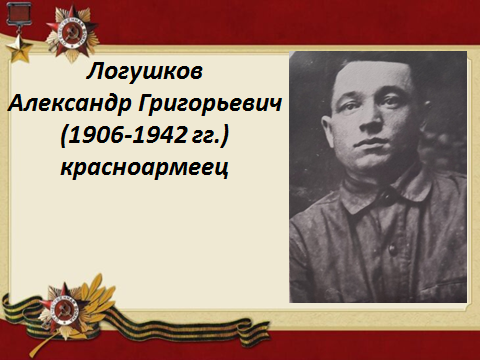 Логушков
Александр Григорьевич
(1906-1942 гг.)
красноармеец